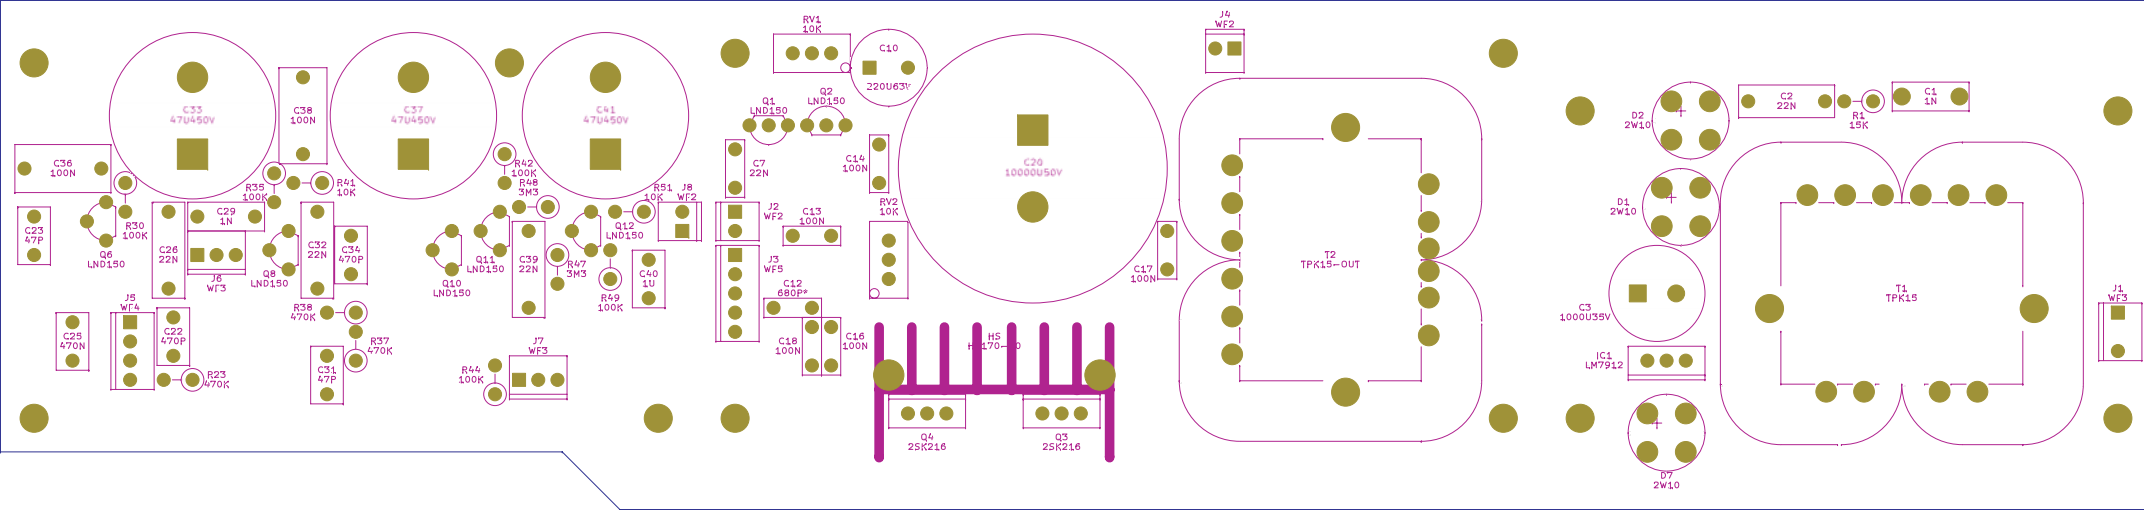 C33
47U450V
C38
100N
C37
47U450V
C41
47U450V
C36
100N
R35
100K
R41
10K
R42
100K
R48
3M3
R51
10K
J8
WF2
C23
47P
Q6
LND150
R30
100K
C26
22N
C29
1N
J6
WF3
Q8
LND150
C32
22N
C34
470P
Q10
LND150
Q11
LND150
C39
22N
R47
3M3
Q12
LND150
R49
100K
C40
1U
C25
470N
J5
WF4
C22
470P
R23
470K
R38
470K
R37
470K
C31
47P
R44
100K
J7
WF3
RV1
10K
C10
220U63V
Q1
LND150
Q2
LND150
C7
22N
C14
100N
C20
10000U50V
J2
WF2
C13
100N
RV2
10K
J3
WF5
C12
680P*
C18
100N
C16
100N
HS
C17
100N
Q4
2SK216
Q3
2SK216
J4
WF2
T2
TPK15-OUT
D2
2W10
C2
22N
R1
15K
C1
1N
D1
2W10
C3
1000U35V
IC1
LM7912
T1
TPK15
J1
WF3
D7
2W10